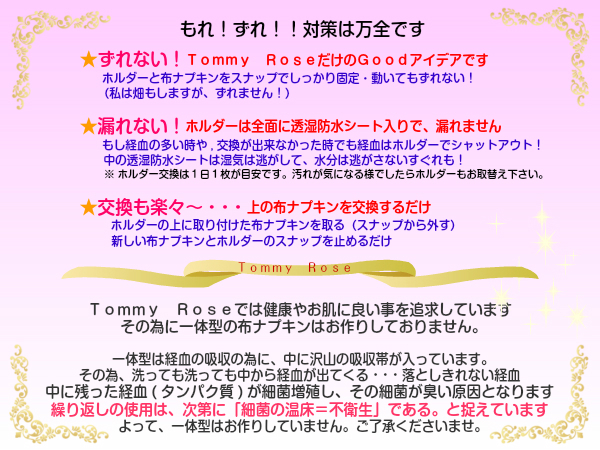 もれ！ずれ！！対策は万全です
★ずれない！Ｔｏｍｍｙ　ＲｏｓｅだけのＧｏｏｄアイデアです
ホルダーと布ナプキンをスナップでしっかり固定・動いてもずれない！
（私は畑もしますが、ずれません！）
★漏れない！ホルダーは全面に透湿防水シート入りで、漏れません
もし経血の多い時や , 交換が出来なかった時でも経血はホルダーでシャットアウト！
中の透湿防水シートは湿気は逃がして、水分は逃がさないすぐれも！
※ ホルダー交換は１日１枚が目安です。汚れが気になる様でしたらホルダーもお取替え下さい。
★交換も楽々～・・・上の布ナプキンを交換するだけ
ホルダーの上に取り付けた布ナプキンを取る（スナップから外す）
新しい布ナプキンとホルダーのスナップを止めるだけ
Ｔｏｍｍｙ　Ｒｏｓｅ
Ｔｏｍｍｙ　Ｒｏｓｅでは健康やお肌に良い事を追求しています
その為に一体型の布ナプキンはお作りしておりません。
一体型は経血の吸収の為に、中に沢山の吸収帯が入っています。
その為、洗っても洗っても中から経血が出てくる・・・落としきれない経血
中に残った経血 ( タンパク質 ) が細菌増殖し、その細菌が臭い原因となります
繰り返しの使用は、次第に「細菌の温床＝不衛生」である。と捉えています
よって、一体型はお作りしていません。ご了承くださいませ。